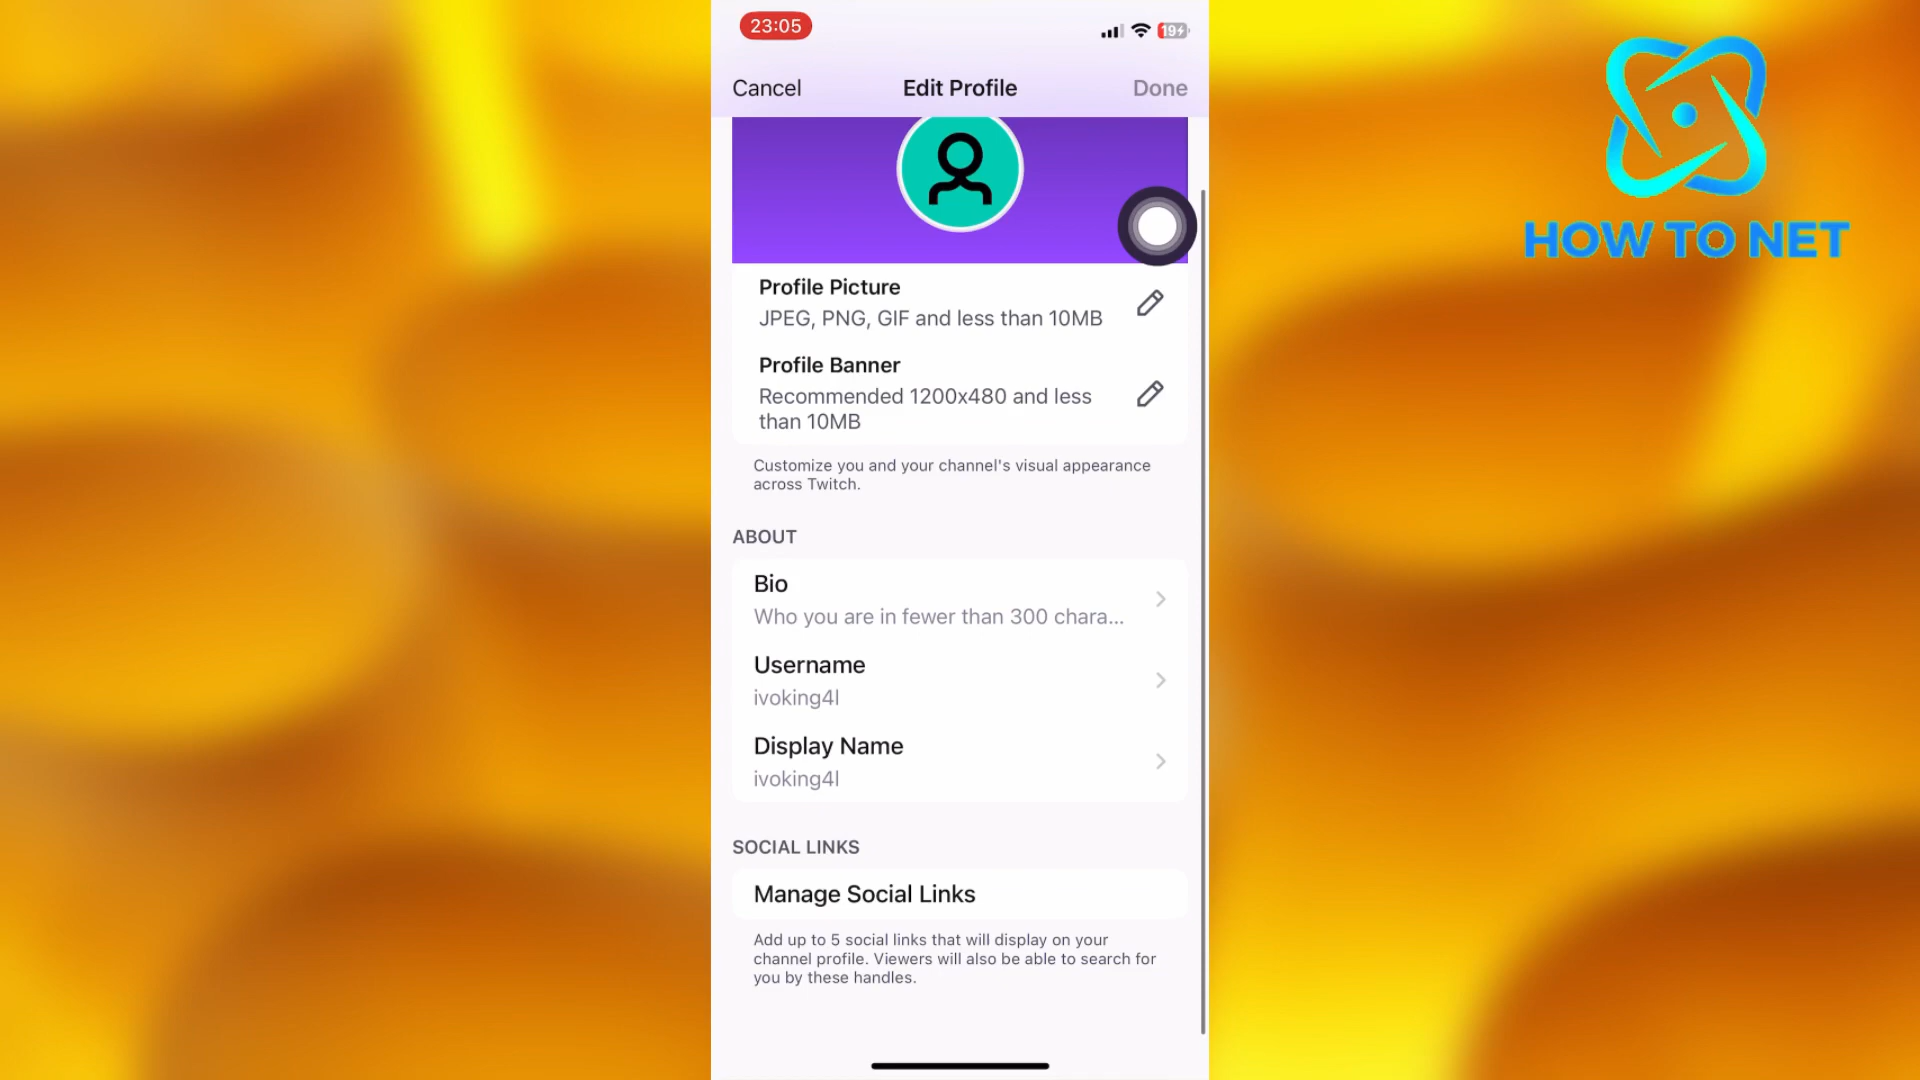 23:05
19
Cancel
Edit Profile
Done
HOW TO NET
Profile Picture
JPEG, PNG, GIF and less than 10MB
Profile Banner
Recommended 1200x480 and less
than 10MB
Customize you and your channel's visual appearance
across Twitch.
ABOUT
Bio
Who you are in fewer than 300 chara...
Username
ivoking4l
Display Name
ivoking4l
SOCIAL LINKS
Manage Social Links
Add up to 5 social links that will display on your
channel profile. Viewers will also be able to search for
you by these handles.